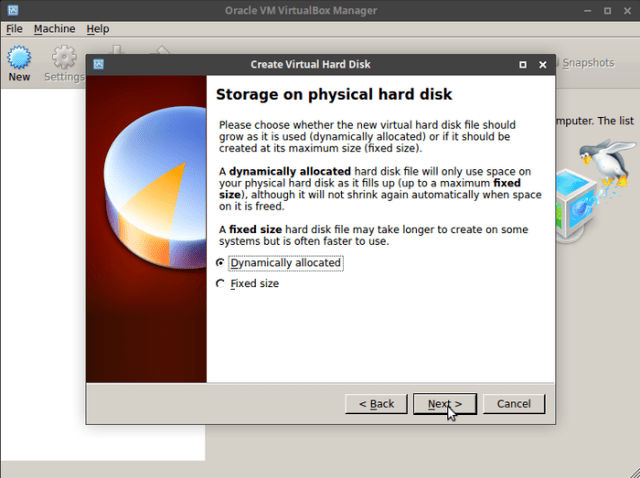 Oracle VM VirtualBox Manager
File Machine Help
New
Settings
Snapshots
mputer. The list
Create Virtual Hard Disk
Storage on physical hard disk
Please choose whether the new virtual hard disk file should
grow as it is used (dynamically allocated) or if it should be
created at its maximum size (fixed size).
A dynamically allocated hard disk file will only use space on
your physical hard disk as it fills up (up to a maximum fixed
size), although it will not shrink again automatically when space
on it is freed.
A fixed size hard disk file may take longer to create on some
systems but is often faster to use.
Dynamically allocated
Fixed size
< Back
Next >
Cancel